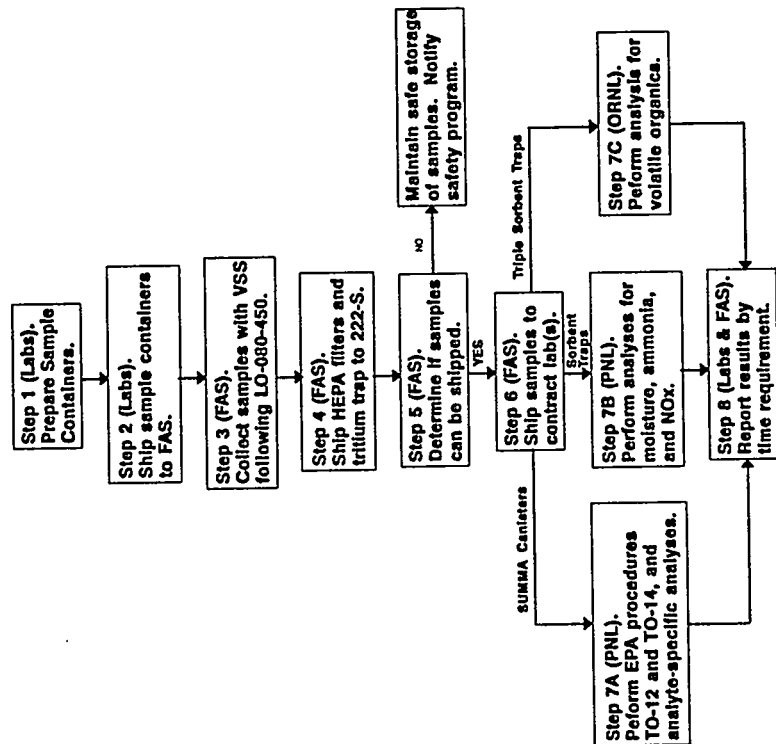 Step 1 (Labs).
Prepare Sample
Containers.
Step 2 (Labs).
Ship sample containers
to FAS.
Step 3 (FAS).
Collect samples with VSS
following LO-080-450.
Step 4 (FAS).
Ship HEPA filters and
tritium trap to 222-S.
Step 5 (FAS).
Determine if samples
can be shipped.
NO
Maintain safe storage
of samples. Notify
safety program.
YES
Step 6 (FAS).
Ship samples to
contract lab(s).
SUMMA Canisters
Sorbent
Traps
Triple Sorbent Traps
Step 7A (PNL).
Peform EPA procedures
TO-12 and TO-14, and
analyte-specific analyses.
Step 7B (PNL).
Perform analyses for
moisture, ammonia,
and NOx.
Step 7C (ORNL).
Peform analysis for
volatile organics.
Step 8 (Labs & FAS).
Report results by
time requirement.